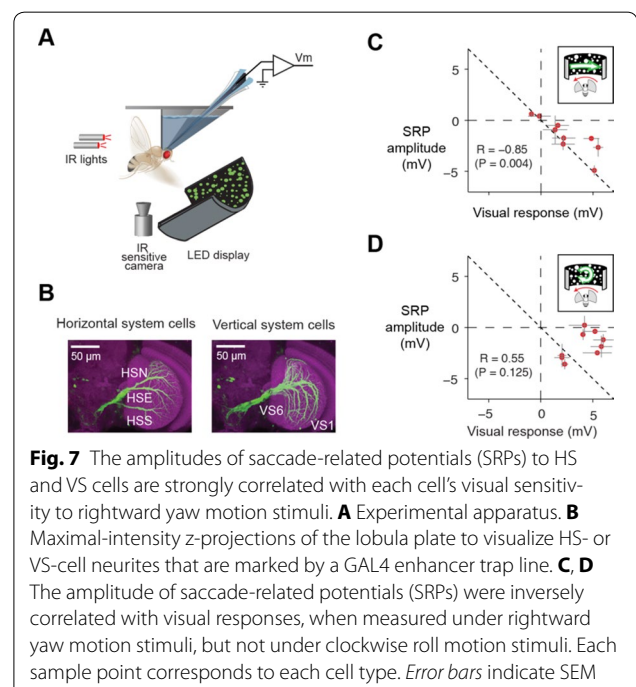 A
Vm
IR lights
IR
sensitive
camera
LED display
B
Horizontal system cells
50 µm
HSN
HSE
HSS
Vertical system cells
50 µm
VS6
VS1
C
5
0
−5
SRP
amplitude
(mV)
R = −0.85
(P = 0.004)
−5
0
5
Visual response (mV)
D
5
0
−5
SRP
amplitude
(mV)
R = 0.55
(P = 0.125)
−5
0
5
Visual response (mV)
Fig. 7 The amplitudes of saccade-related potentials (SRPs) to HS
and VS cells are strongly correlated with each cell’s visual sensitiv-
ity to rightward yaw motion stimuli. A Experimental apparatus. B
Maximal-intensity z-projections of the lobula plate to visualize HS- or
VS-cell neurites that are marked by a GAL4 enhancer trap line. C, D
The amplitude of saccade-related potentials (SRPs) were inversely
correlated with visual responses, when measured under rightward
yaw motion stimuli, but not under clockwise roll motion stimuli. Each
sample point corresponds to each cell type. Error bars indicate SEM